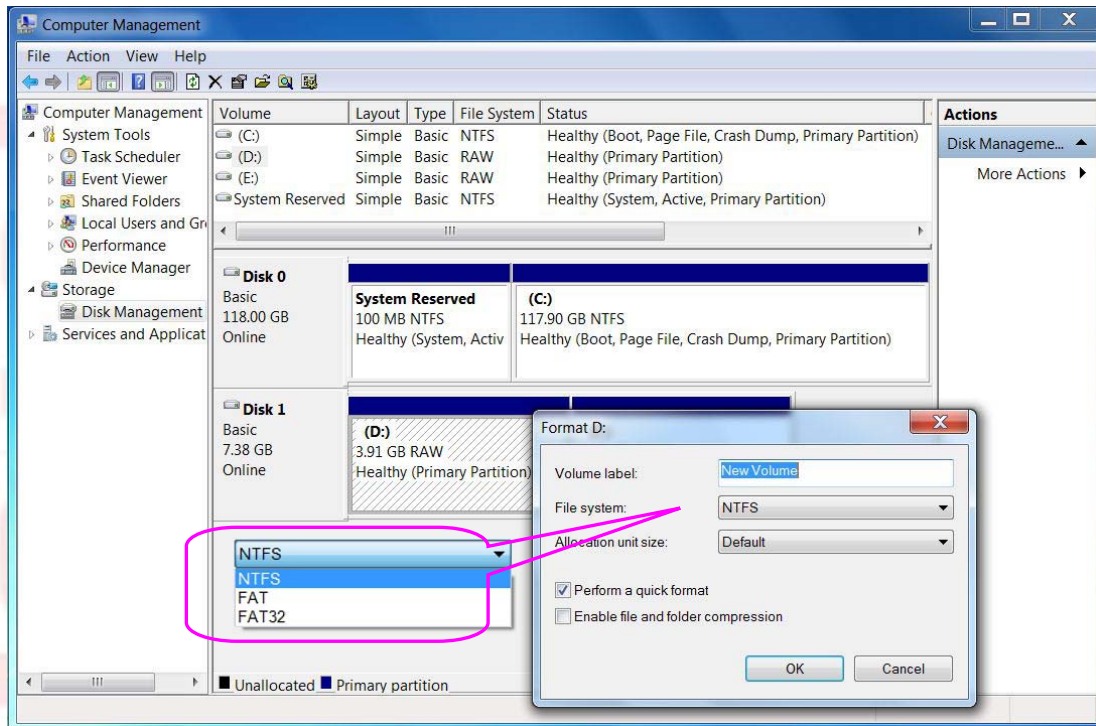 Computer Management
File Action View Help
Computer Management
System Tools
Task Scheduler
Event Viewer
Shared Folders
Local Users and Gr
Performance
Device Manager
Storage
Disk Management
Services and Applicat
Volume Layout Type File System Status
(C:) Simple Basic NTFS Healthy (Boot, Page File, Crash Dump, Primary Partition)
(D:) Simple Basic RAW Healthy (Primary Partition)
(E:) Simple Basic RAW Healthy (Primary Partition)
System Reserved Simple Basic NTFS Healthy (System, Active, Primary Partition)
Actions
Disk Manageme...
More Actions
Disk 0
Basic
118.00 GB
Online
System Reserved
100 MB NTFS
Healthy (System, Activ
(C:)
117.90 GB NTFS
Healthy (Boot, Page File, Crash Dump, Primary Partition)
Disk 1
Basic
7.38 GB
Online
(D:)
3.91 GB RAW
Healthy (Primary Partition)
Format D:
Volume label: New Volume
File system: NTFS
Allocation unit size: Default
Perform a quick format
Enable file and folder compression
OK Cancel
NTFS
NTFS
FAT
FAT32
Unallocated Primary partition